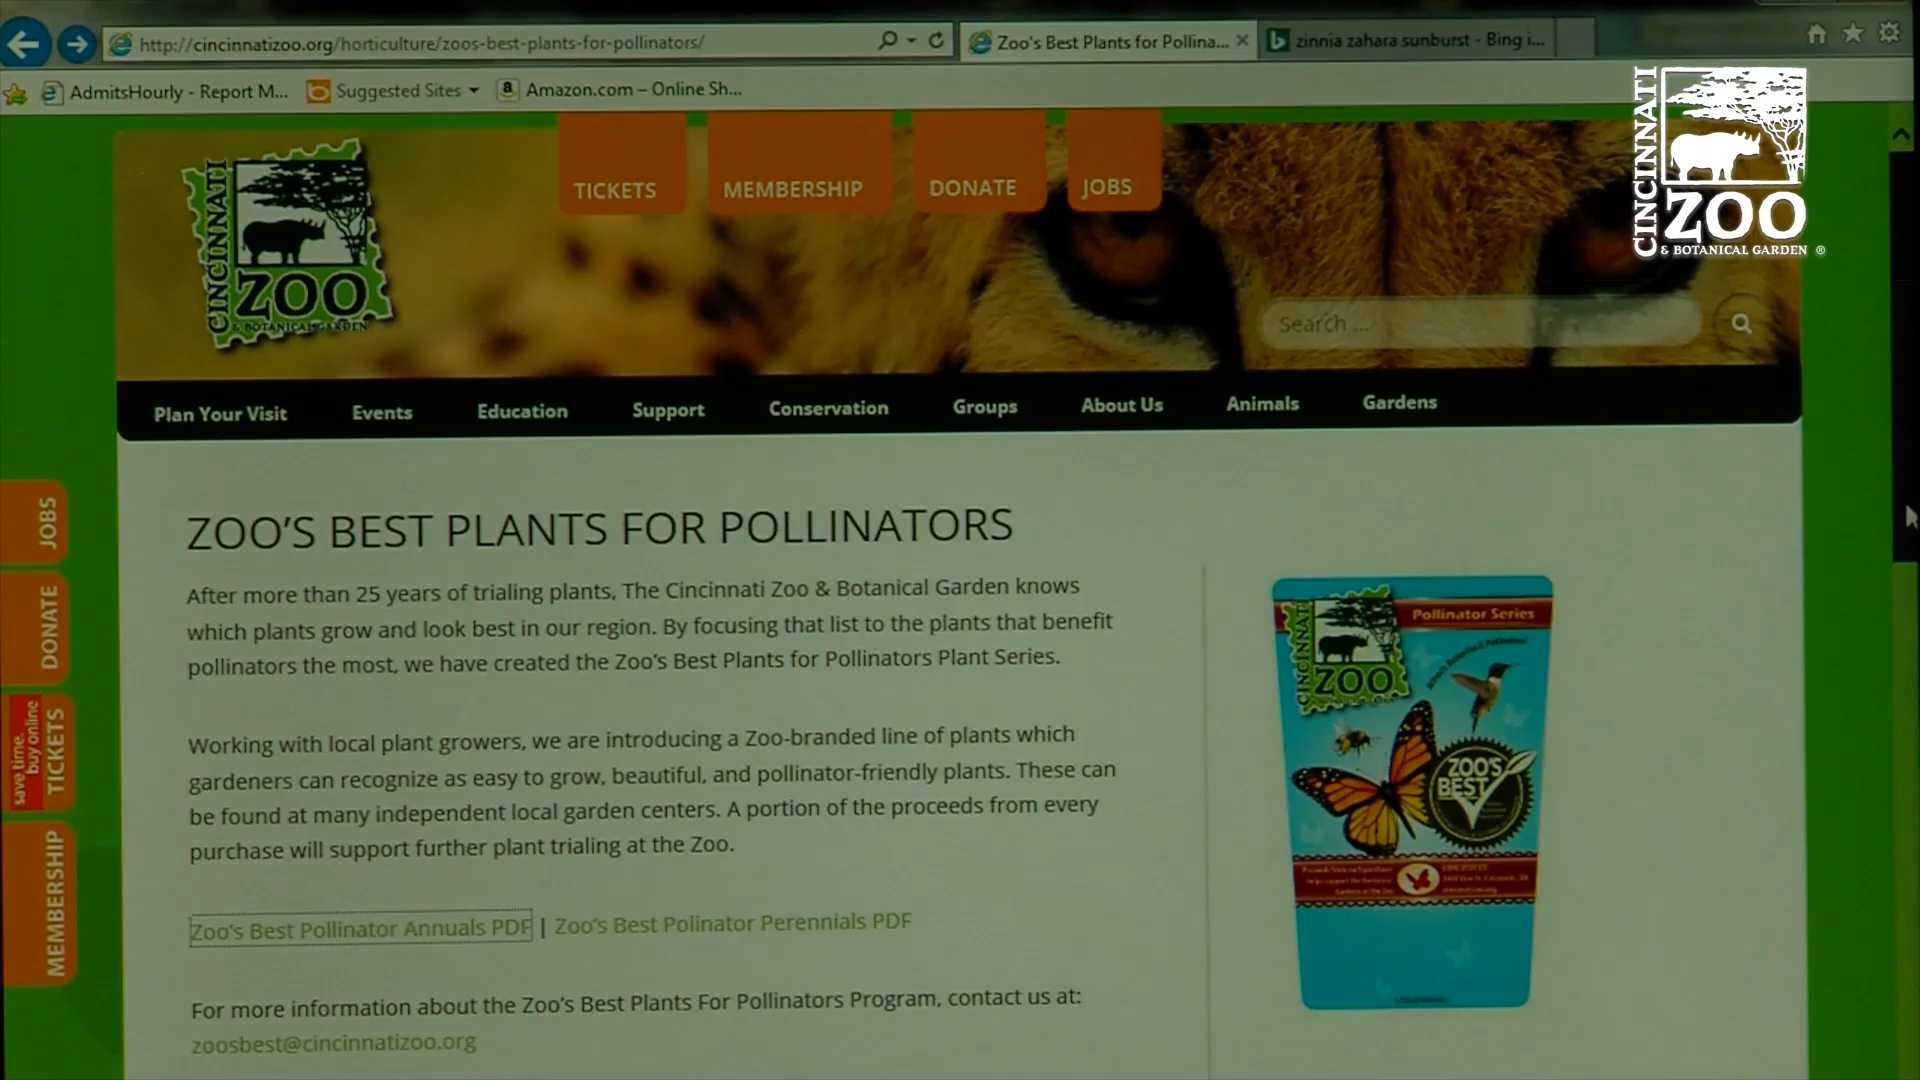 http://cincinnatizoo.org/horticulture/zoos-best-plants-for-pollinators/
Zoo's Best Plants for Pollina...
zinnia zahara sunburst - Bing i...
AdmitsHourly - Report M...
Suggested Sites
Amazon.com – Online Sh...
CINCINNATI
ZOO
& BOTANICAL GARDEN ®
CINCINNATI
ZOO
& BOTANICAL GARDEN
TICKETS
MEMBERSHIP
DONATE
JOBS
Search ...
Plan Your Visit
Events
Education
Support
Conservation
Groups
About Us
Animals
Gardens
JOBS
DONATE
save time.
buy online
TICKETS
MEMBERSHIP
ZOO'S BEST PLANTS FOR POLLINATORS
After more than 25 years of trialing plants, The Cincinnati Zoo & Botanical Garden knows
which plants grow and look best in our region. By focusing that list to the plants that benefit
pollinators the most, we have created the Zoo's Best Plants for Pollinators Plant Series.
Working with local plant growers, we are introducing a Zoo-branded line of plants which
gardeners can recognize as easy to grow, beautiful, and pollinator-friendly plants. These can
be found at many independent local garden centers. A portion of the proceeds from every
purchase will support further plant trialing at the Zoo.
Zoo's Best Pollinator Annuals PDF | Zoo's Best Polinator Perennials PDF
For more information about the Zoo's Best Plants For Pollinators Program, contact us at:
zoosbest@cincinnatizoo.org
Pollinator Series
CINCINNATI
ZOO
ZOO'S
BEST